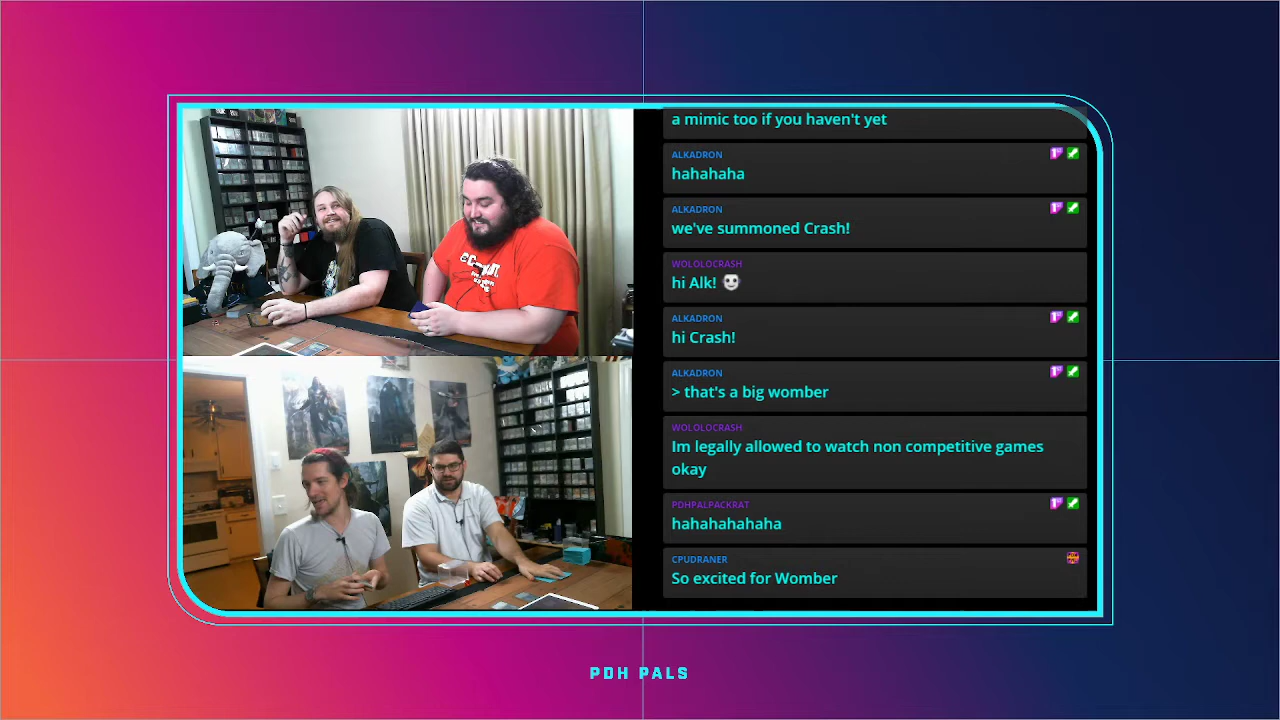 a mimic too if you haven't yet
ALKADRON
hahahaha
ALKADRON
we've summoned Crash!
WOLOLOCRASH
hi Alk!
ALKADRON
hi Crash!
ALKADRON
> that's a big womber
WOLOLOCRASH
Im legally allowed to watch non competitive games
okay
PDHPALPACKRAT
hahahahahaha
CPUDRANER
So excited for Womber
PDH PALS